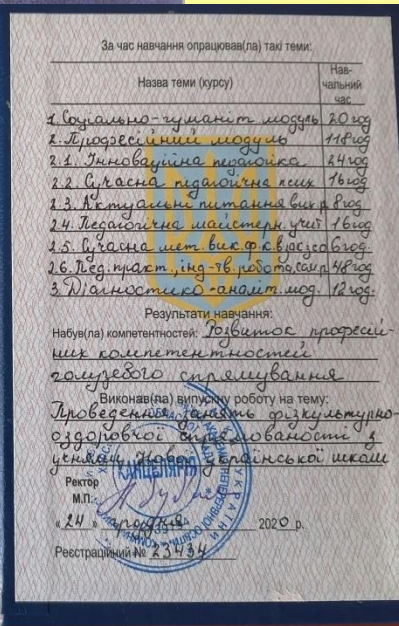 За час навчання опрацював(ла) такі теми:
Назва теми (курсу) Нав-
чальний
час
1. Соціально-гуманіт модуль 20 год
2. Професійний модуль 118 год
2.1. Інноваційна педагогіка 24 год
2.2. Сучасна педагогічна псих 16 год
2.3. Актуальні питання вих.р 8 год
2.4. Педагогічна майстерн. учит 16 год
2.5. Сучасна мет. вик. ф.к 6 год.
2.6. Пед. практ., інд-тв. робота, сам.р 48 год
3. Діагностико-аналіт. мод. 12 год.
Результати навчання:
Набув(ла) компетентностей: Розвиток професій-
них компетентностей
галузевого спрямування
Виконав(ла) випускну роботу на тему:
Проведення занять фізкультурно-
оздоровчої спрямованості з
учнями Нової української школи
Ректор
М.П.
КАНЦЕЛЯРІЯ
«24» грудня 2020 р.
Реєстраційний № 23434